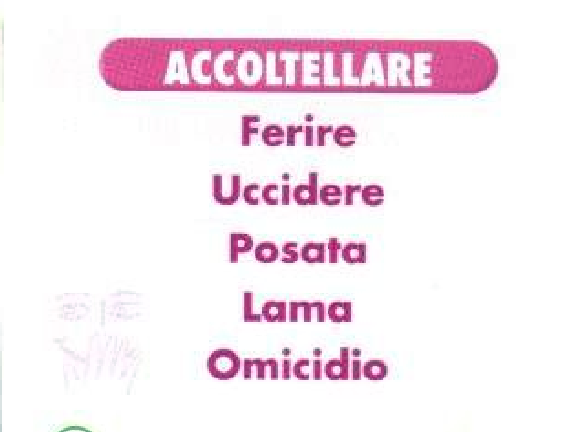 ACCOLTELLARE
Ferire
Uccidere
Posata
Lama
Omicidio